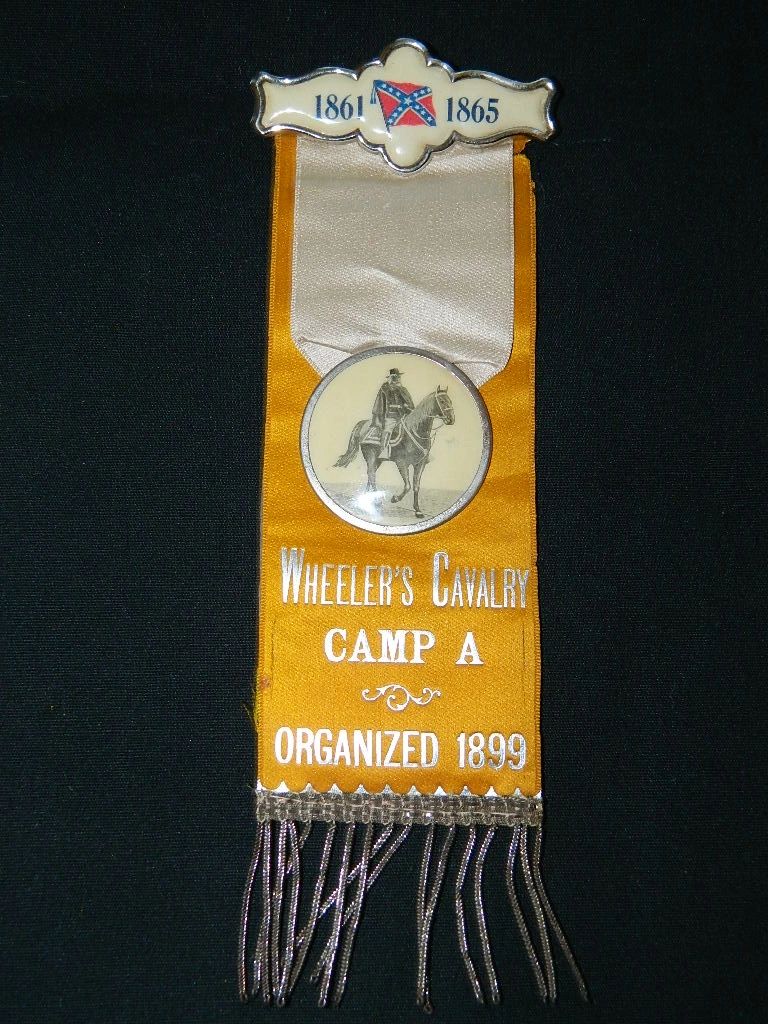 1861 1865
WHEELER'S CAVALRY
CAMP A
ORGANIZED 1899